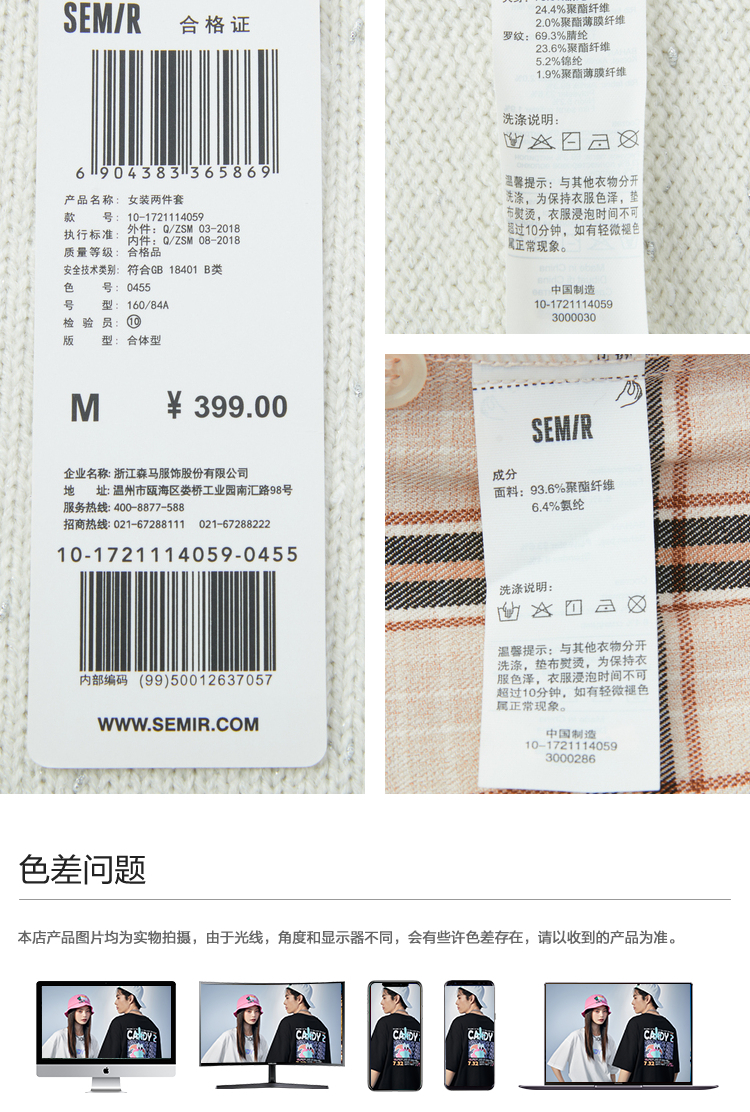 SEMIR 合格证
6 904383 365869
产品名称: 女装两件套
款 号: 10-1721114059
执行标准: 外件: Q/ZSM 03-2018
内件: Q/ZSM 08-2018
质量等级: 合格品
安全技术类别: 符合GB 18401 B类
色 号: 0455
号 型: 160/84A
检 验 员: ⑩
版 型: 合体型
M ¥ 399.00
企业名称: 浙江森马服饰股份有限公司
地 址: 温州市瓯海区娄桥工业园南汇路98号
服务热线: 400-8877-588
招商热线: 021-67288111 021-67288222
10-1721114059-0455
内部编码 (99)50012637057
WWW.SEMIR.COM
24.4%聚酯纤维
2.0%聚酯薄膜纤维
罗纹: 69.3%腈纶
23.6%聚酯纤维
5.2%锦纶
1.9%聚酯薄膜纤维
洗涤说明:
温馨提示: 与其他衣物分开
洗涤, 为保持衣服色泽, 垫
布熨烫, 衣服浸泡时间不可
超过10分钟, 如有轻微褪色
属正常现象。
中国制造
10-1721114059
3000030
SEMIR
成分
面料: 93.6%聚酯纤维
6.4%氨纶
洗涤说明:
温馨提示: 与其他衣物分开
洗涤, 垫布熨烫, 为保持衣
服色泽, 衣服浸泡时间不可
超过10分钟, 如有轻微褪色
属正常现象。
中国制造
10-1721114059
3000286
色差问题
本店产品图片均为实物拍摄，由于光线，角度和显示器不同，会有些许色差存在，请以收到的产品为准。
CANDY2
7.32
CANDY2
CANDY2
7.32
CANDY2
7.32
CANDY2
7.32